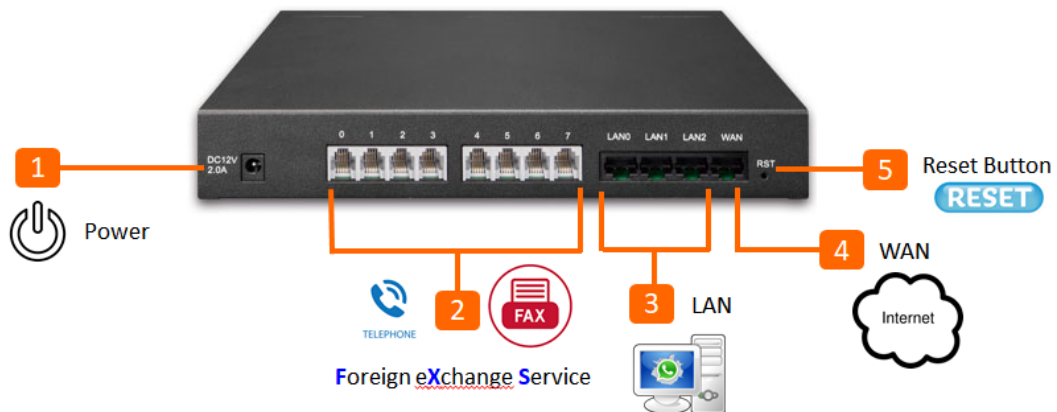 0 1 2 3 4 5 6 7 LAN0 LAN1 LAN2 WAN
DC12V
2.0A
RST
1
Power
5
Reset Button
RESET
4
WAN
Internet
2
TELEPHONE
FAX
Foreign eXchange Service
3
LAN